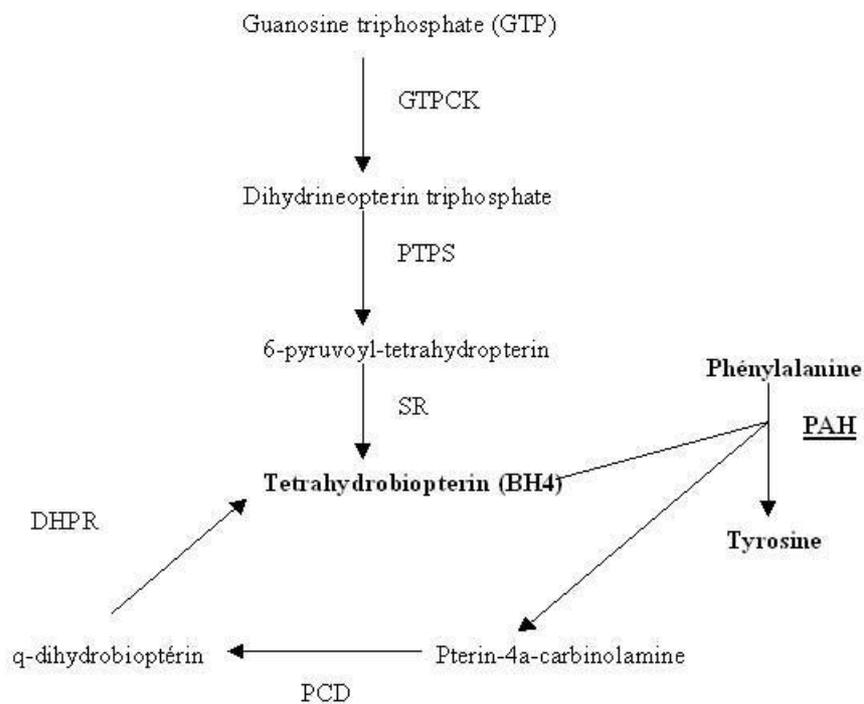 Guanosine triphosphate (GTP)
GTPCK
Dihydrineopterin triphosphate
PTPS
6-pyruvoyl-tetrahydropterin
Phénylalanine
SR
PAH
Tetrahydrobiopterin (BH4)
DHPR
Tyrosine
q-dihydrobioptérin
Pterin-4a-carbinolamine
PCD